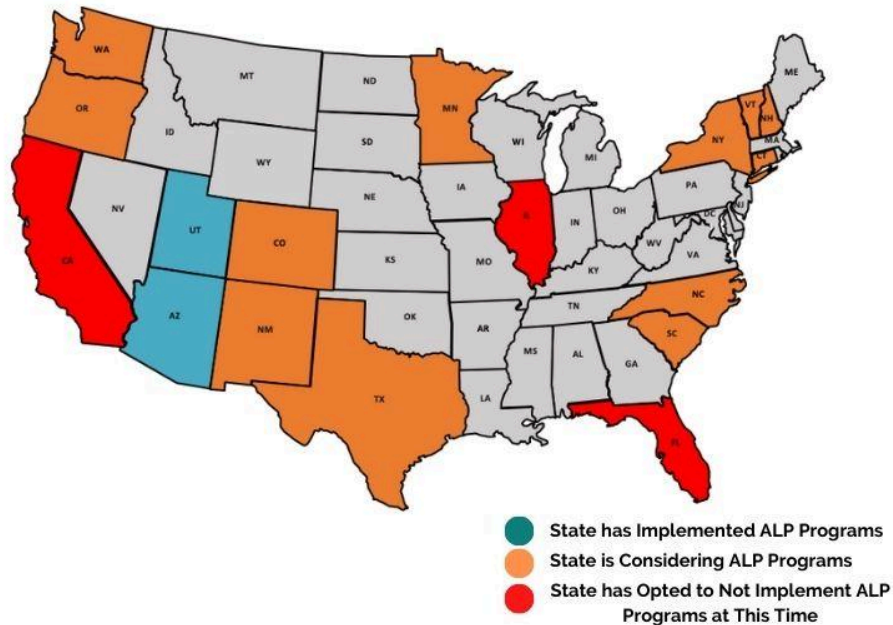 WA
MT
ND
MN
ME
OR
ID
SD
WI
MI
VT
NH
NY
MA
CT
WY
NV
UT
CO
NE
IA
IL
IN
OH
PA
NJ
DC
WV
VA
KS
MO
KY
CA
AZ
NM
OK
AR
TN
NC
SC
TX
LA
MS
AL
GA
FL
State has Implemented ALP Programs
State is Considering ALP Programs
State has Opted to Not Implement ALP
Programs at This Time